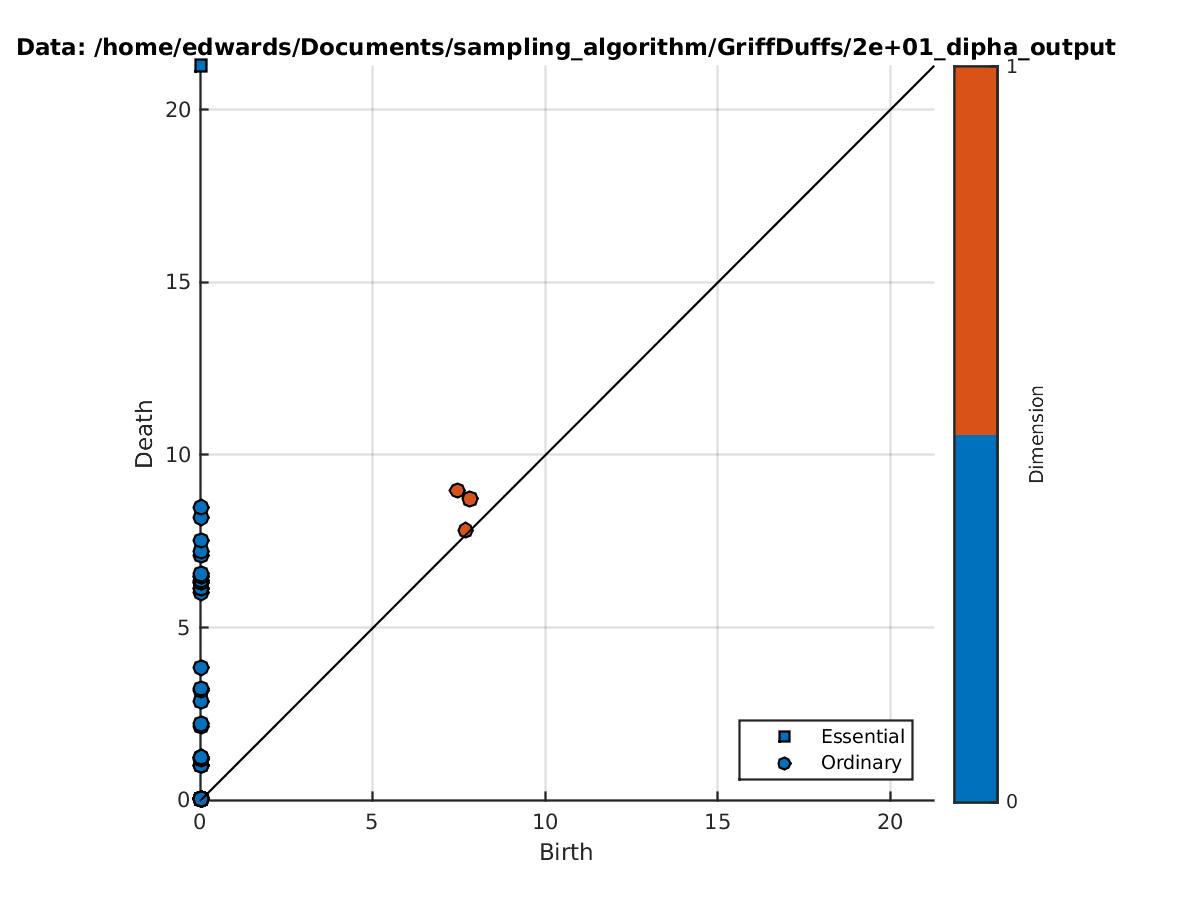 Data: /home/edwards/Documents/sampling_algorithm/GriffDuffs/2e+01_dipha_output
20
15
10
5
0
Death
0 5 10 15 20
Birth
Essential
Ordinary
1
0
Dimension